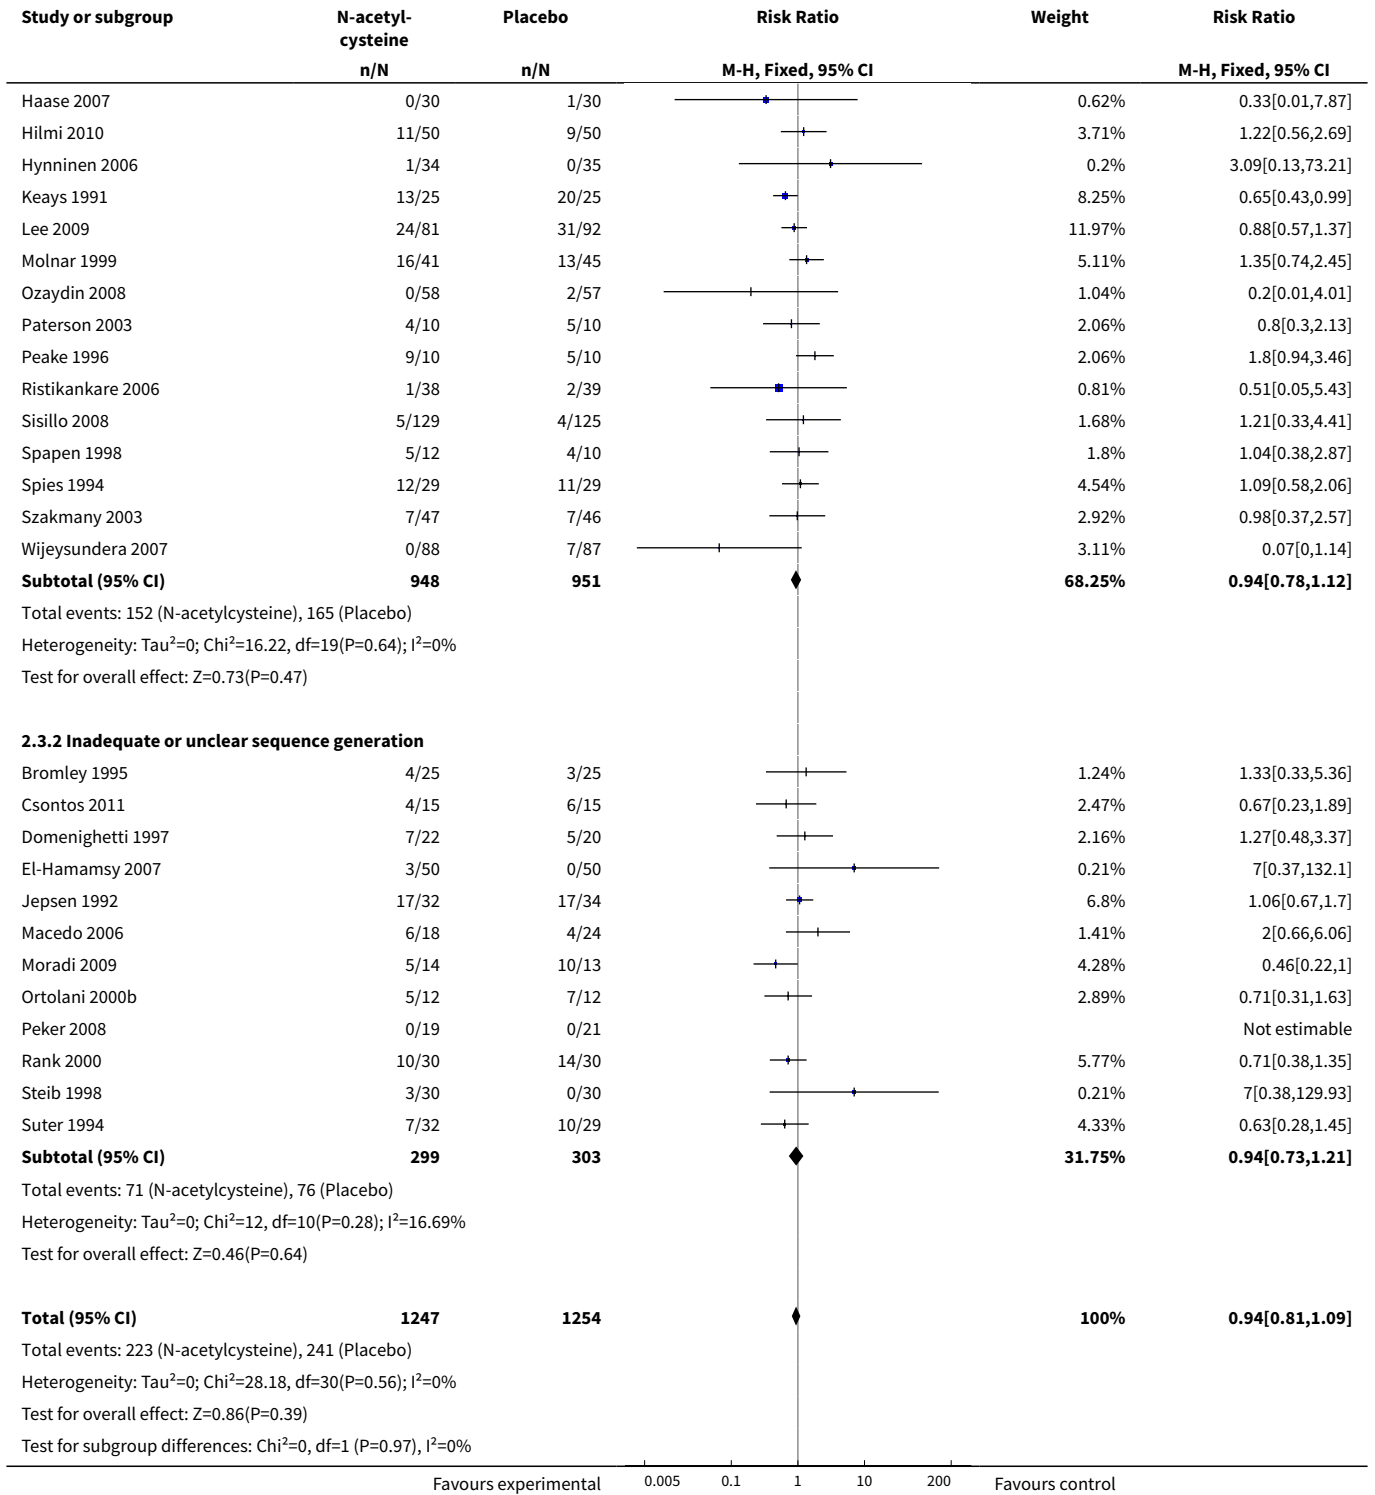 Study or subgroup N-acetyl- Placebo Risk Ratio Weight Risk Ratio
cysteine
n/N n/N M-H, Fixed, 95% CI M-H, Fixed, 95% CI
Haase 2007 0/30 1/30 0.62% 0.33[0.01,7.87]
Hilmi 2010 11/50 9/50 3.71% 1.22[0.56,2.69]
Hynninen 2006 1/34 0/35 0.2% 3.09[0.13,73.21]
Keays 1991 13/25 20/25 8.25% 0.65[0.43,0.99]
Lee 2009 24/81 31/92 11.97% 0.88[0.57,1.37]
Molnar 1999 16/41 13/45 5.11% 1.35[0.74,2.45]
Ozaydin 2008 0/58 2/57 1.04% 0.2[0.01,4.01]
Paterson 2003 4/10 5/10 2.06% 0.8[0.3,2.13]
Peake 1996 9/10 5/10 2.06% 1.8[0.94,3.46]
Ristikankare 2006 1/38 2/39 0.81% 0.51[0.05,5.43]
Sisillo 2008 5/129 4/125 1.68% 1.21[0.33,4.41]
Spapen 1998 5/12 4/10 1.8% 1.04[0.38,2.87]
Spies 1994 12/29 11/29 4.54% 1.09[0.58,2.06]
Szakmany 2003 7/47 7/46 2.92% 0.98[0.37,2.57]
Wijeysundera 2007 0/88 7/87 3.11% 0.07[0,1.14]
Subtotal (95% CI) 948 951 68.25% 0.94[0.78,1.12]
Total events: 152 (N-acetylcysteine), 165 (Placebo)
Heterogeneity: Tau²=0; Chi²=16.22, df=19(P=0.64); I²=0%
Test for overall effect: Z=0.73(P=0.47)
2.3.2 Inadequate or unclear sequence generation
Bromley 1995 4/25 3/25 1.24% 1.33[0.33,5.36]
Csontos 2011 4/15 6/15 2.47% 0.67[0.23,1.89]
Domenighetti 1997 7/22 5/20 2.16% 1.27[0.48,3.37]
El-Hamamsy 2007 3/50 0/50 0.21% 7[0.37,132.1]
Jepsen 1992 17/32 17/34 6.8% 1.06[0.67,1.7]
Macedo 2006 6/18 4/24 1.41% 2[0.66,6.06]
Moradi 2009 5/14 10/13 4.28% 0.46[0.22,1]
Ortolani 2000b 5/12 7/12 2.89% 0.71[0.31,1.63]
Peker 2008 0/19 0/21 Not estimable
Rank 2000 10/30 14/30 5.77% 0.71[0.38,1.35]
Steib 1998 3/30 0/30 0.21% 7[0.38,129.93]
Suter 1994 7/32 10/29 4.33% 0.63[0.28,1.45]
Subtotal (95% CI) 299 303 31.75% 0.94[0.73,1.21]
Total events: 71 (N-acetylcysteine), 76 (Placebo)
Heterogeneity: Tau²=0; Chi²=12, df=10(P=0.28); I²=16.69%
Test for overall effect: Z=0.46(P=0.64)
Total (95% CI) 1247 1254 100% 0.94[0.81,1.09]
Total events: 223 (N-acetylcysteine), 241 (Placebo)
Heterogeneity: Tau²=0; Chi²=28.18, df=30(P=0.56); I²=0%
Test for overall effect: Z=0.86(P=0.39)
Test for subgroup differences: Chi²=0, df=1 (P=0.97), I²=0%
Favours experimental 0.005 0.1 1 10 200 Favours control